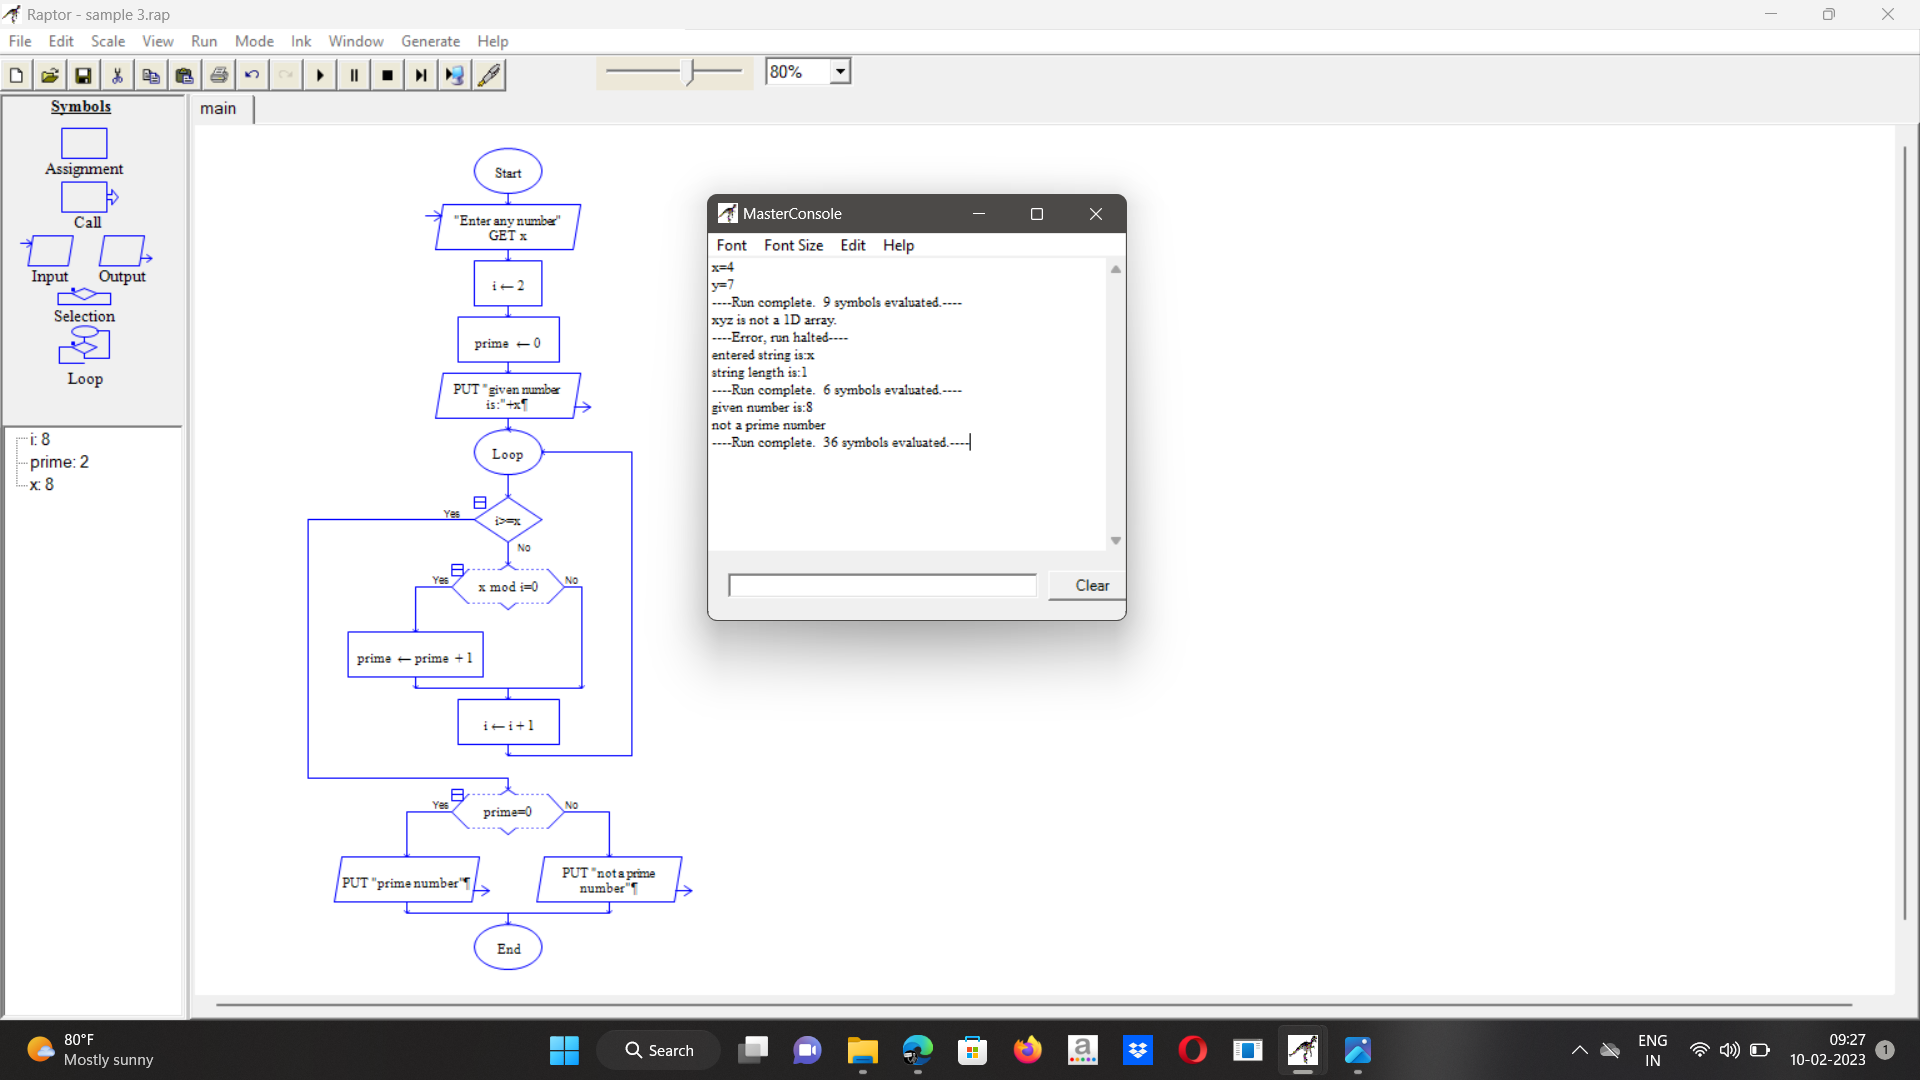 Raptor - sample 3.rap
File Edit Scale View Run Mode Ink Window Generate Help
80%
Symbols
Assignment
Call
Input Output
Selection
Loop
i: 8
prime: 2
x: 8
main
Start
"Enter any number"
GET x
i ← 2
prime ← 0
PUT "given number
is:"+x¶
Loop
Yes
i>=x
No
Yes
x mod i=0
No
prime ← prime + 1
i ← i + 1
Yes
prime=0
No
PUT "prime number"¶
PUT "not a prime
number"¶
End
MasterConsole
Font Font Size Edit Help
x=4
y=7
----Run complete.  9 symbols evaluated.----
xyz is not a 1D array.
----Error, run halted----
entered string is:x
string length is:1
----Run complete.  6 symbols evaluated.----
given number is:8
not a prime number
----Run complete.  36 symbols evaluated.----
Clear
80°F
Mostly sunny
Search
a
ENG
IN
09:27
10-02-2023
1